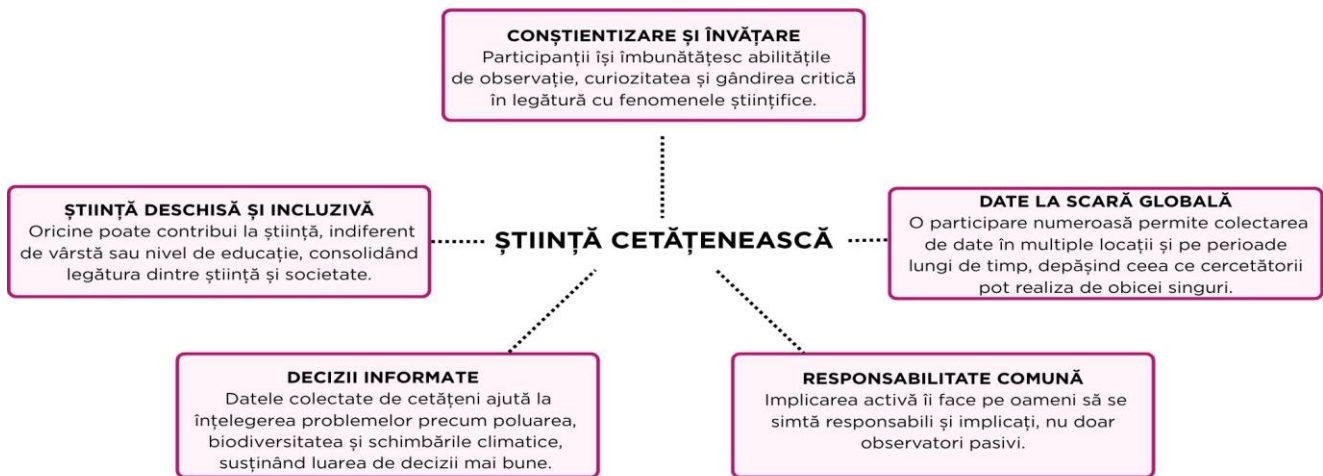 CONȘTIENTIZARE ȘI ÎNVĂȚARE
Participanții își îmbunătățesc abilitățile
de observație, curiozitatea și gândirea critică
în legătură cu fenomenele științifice.
ȘTIINȚĂ DESCHISĂ ȘI INCLUZIVĂ
Oricine poate contribui la știință, indiferent
de vârstă sau nivel de educație, consolidând
legătura dintre știință și societate.
ȘTIINȚĂ CETĂȚENEASCĂ
DATE LA SCARĂ GLOBALĂ
O participare numeroasă permite colectarea
de date în multiple locații și pe perioade
lungi de timp, depășind ceea ce cercetătorii
pot realiza de obicei singuri.
DECIZII INFORMATE
Datele colectate de cetățeni ajută la
înțelegerea problemelor precum poluarea,
biodiversitatea și schimbările climatice,
susținând luarea de decizii mai bune.
RESPONSABILITATE COMUNĂ
Implicarea activă îi face pe oameni să se
simtă responsabili și implicați, nu doar
observatori pasivi.